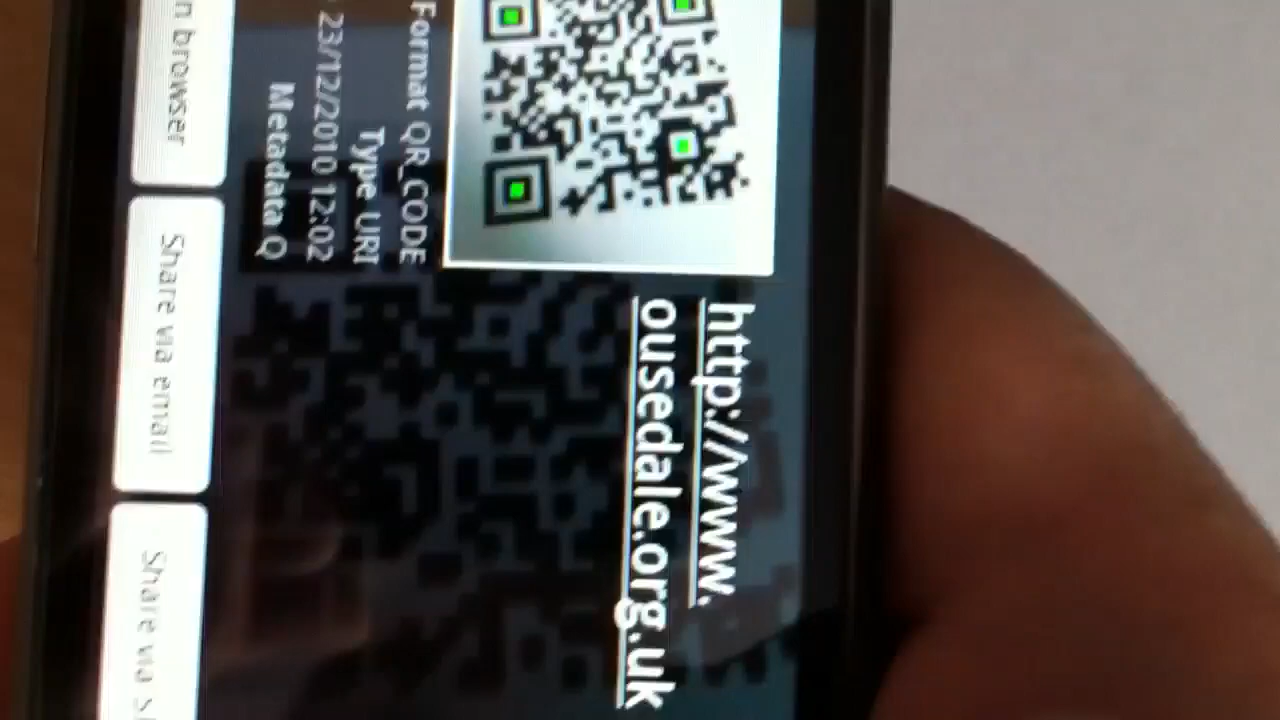 Format QR_CODE
Type URI
23/12/2010 12:02
Metadata Q
http://www.
ousedale.org.uk
browser
Share via email
Share via